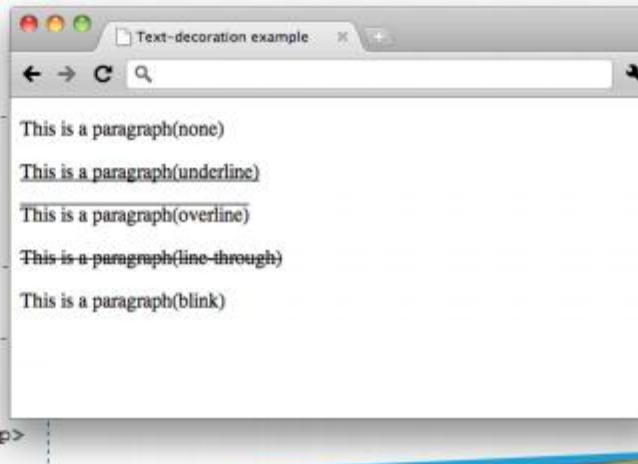 Text-decoration example
This is a paragraph(none)
This is a paragraph(underline)
This is a paragraph(overline)
This is a paragraph(line-through)
This is a paragraph(blink)
p>